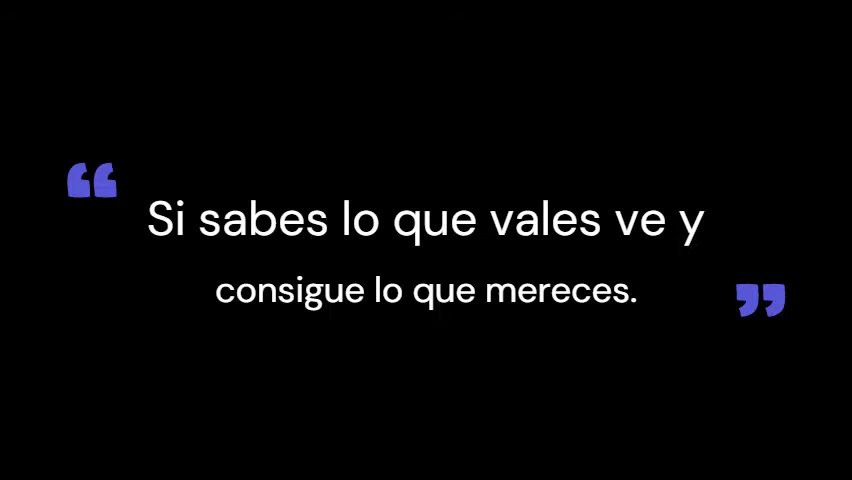 “
Si sabes lo que vales ve y
consigue lo que mereces.
”